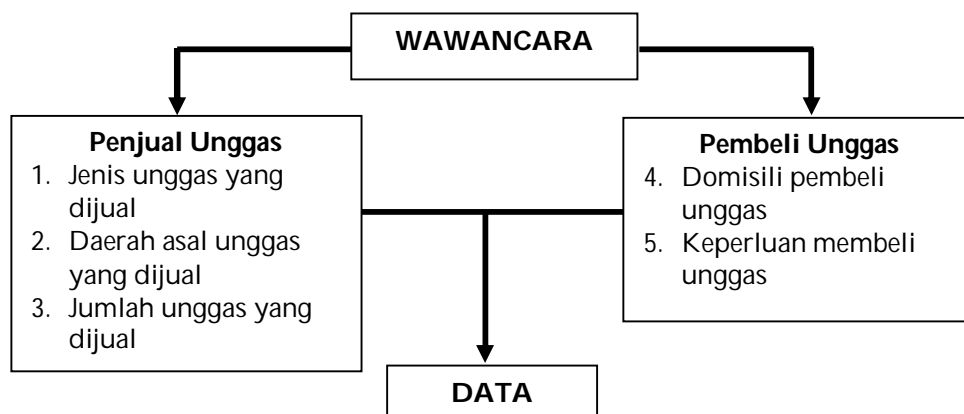 WAWANCARA
Penjual Unggas
1. Jenis unggas yang
dijual
2. Daerah asal unggas
yang dijual
3. Jumlah unggas yang
dijual
Pembeli Unggas
4. Domisili pembeli
unggas
5. Keperluan membeli
unggas
DATA